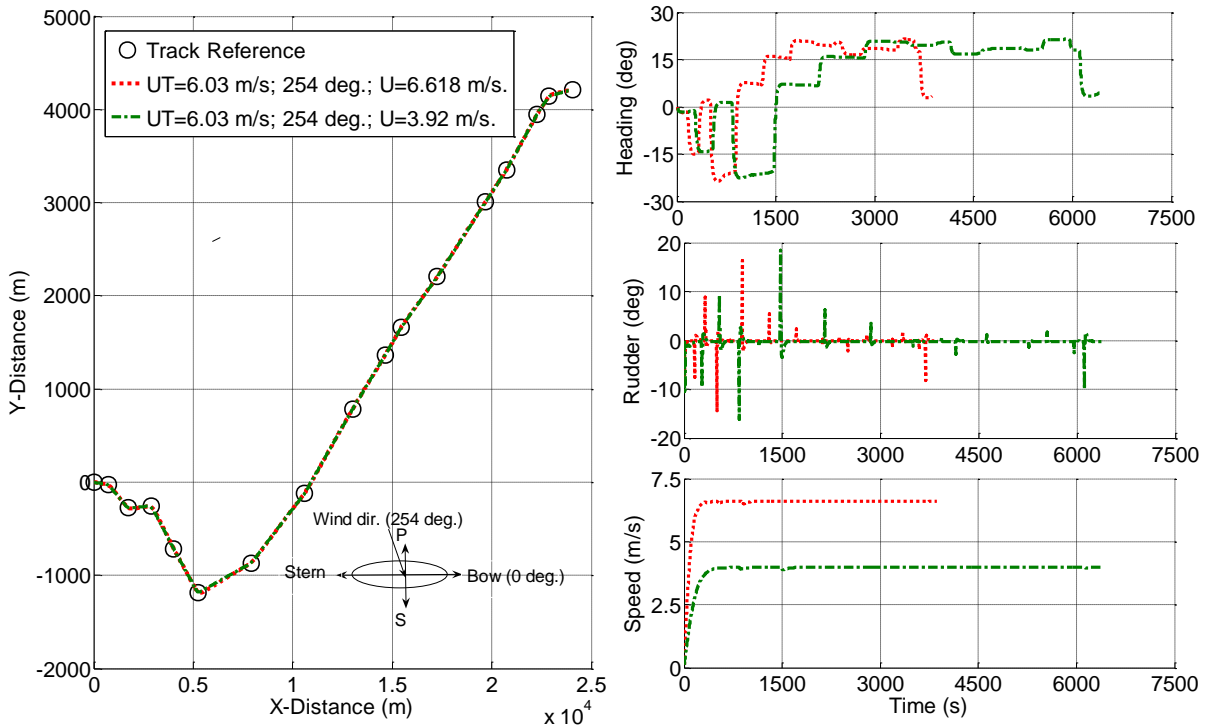 5000
4000
3000
2000
1000
0
-1000
-2000
Y-Distance (m)
Track Reference
UT=6.03 m/s; 254 deg.; U=6.618 m/s.
UT=6.03 m/s; 254 deg.; U=3.92 m/s.
Wind dir. (254 deg.)
P
Stern
Bow (0 deg.)
S
0 0.5 1 1.5 2 2.5
X-Distance (m)
x 10^4
30
15
0
-15
-30
Heading (deg)
0 1500 3000 4500 6000 7500
20
10
0
-10
-20
Rudder (deg)
0 1500 3000 4500 6000 7500
7.5
5
2.5
0
Speed (m/s)
0 1500 3000 4500 6000 7500
Time (s)